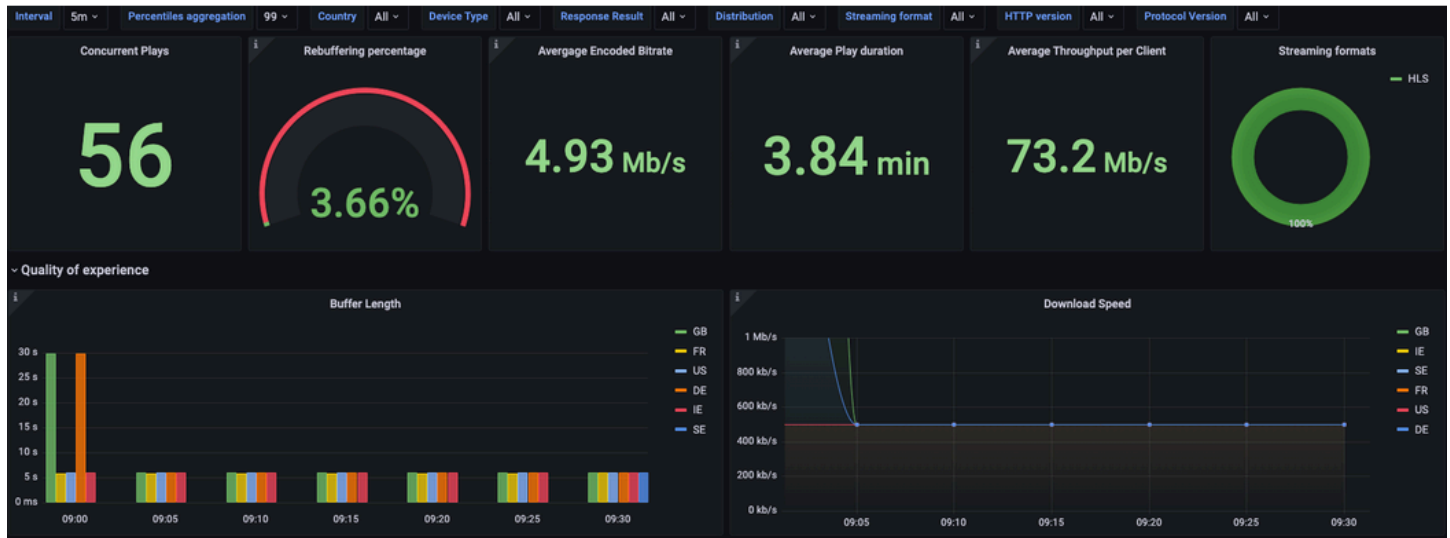 Interval 5m Percentiles aggregation 99 Country All Device Type All Response Result All Distribution All Streaming format All HTTP version All Protocol Version All
Concurrent Plays
56
Rebuffering percentage
3.66%
Avergage Encoded Bitrate
4.93 Mb/s
Average Play duration
3.84 min
Average Throughput per Client
73.2 Mb/s
Streaming formats
HLS
100%
Quality of experience
Buffer Length
30 s
25 s
20 s
15 s
10 s
5 s
0 ms
09:00 09:05 09:10 09:15 09:20 09:25 09:30
GB
FR
US
DE
IE
SE
Download Speed
1 Mb/s
800 kb/s
600 kb/s
400 kb/s
200 kb/s
0 kb/s
09:05 09:10 09:15 09:20 09:25 09:30
GB
IE
SE
FR
US
DE